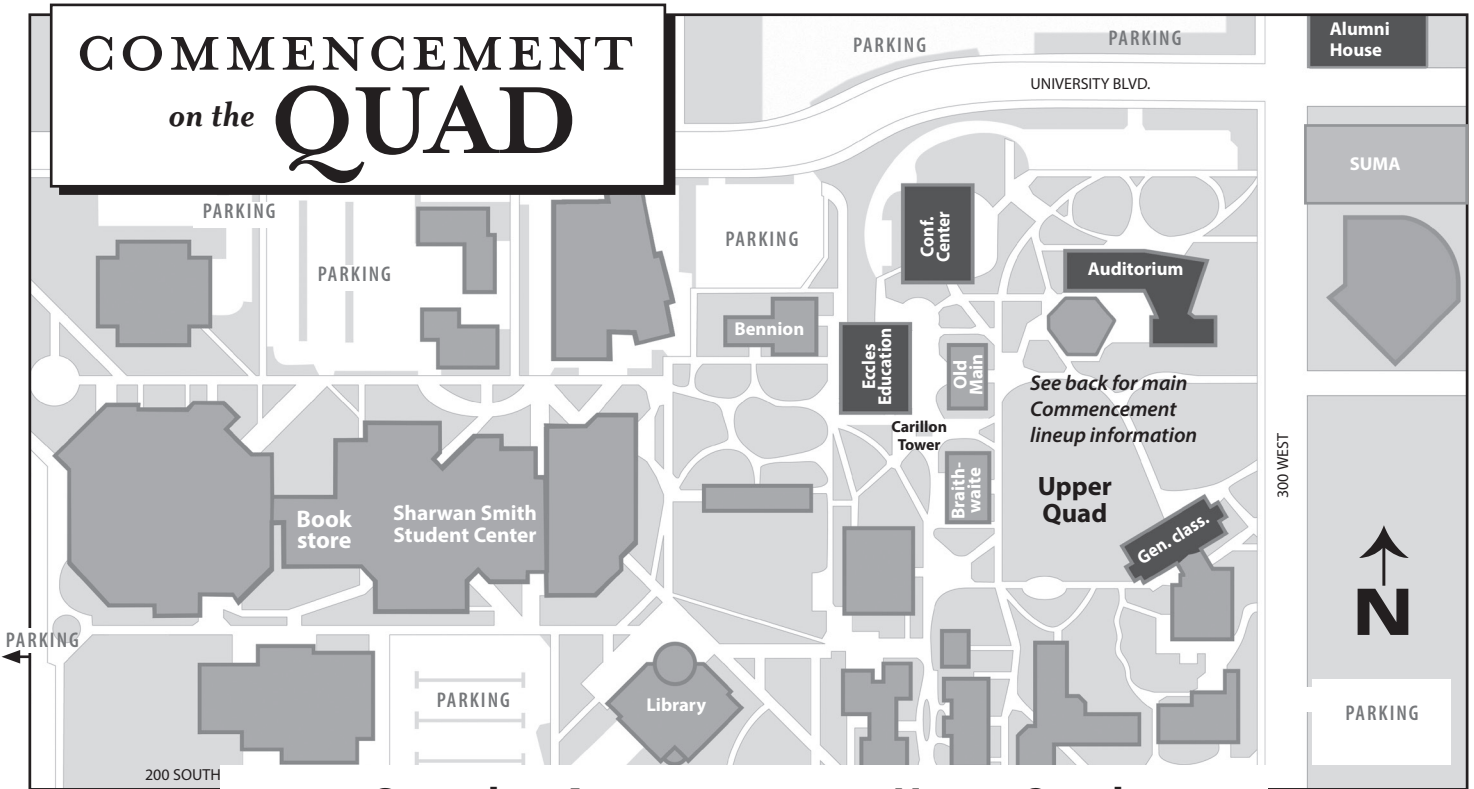 COMMENCEMENT
on the QUAD
PARKING
PARKING
Alumni
House
UNIVERSITY BLVD.
SUMA
PARKING
PARKING
PARKING
Conf.
Center
Auditorium
Bennion
Eccles
Education
Old
Main
See back for main
Commencement
lineup information
Carillon
Tower
300 WEST
Braith-
waite
Upper
Quad
Book
store
Sharwan Smith
Student Center
Gen. class.
N
PARKING
PARKING
Library
PARKING
200 SOUTH